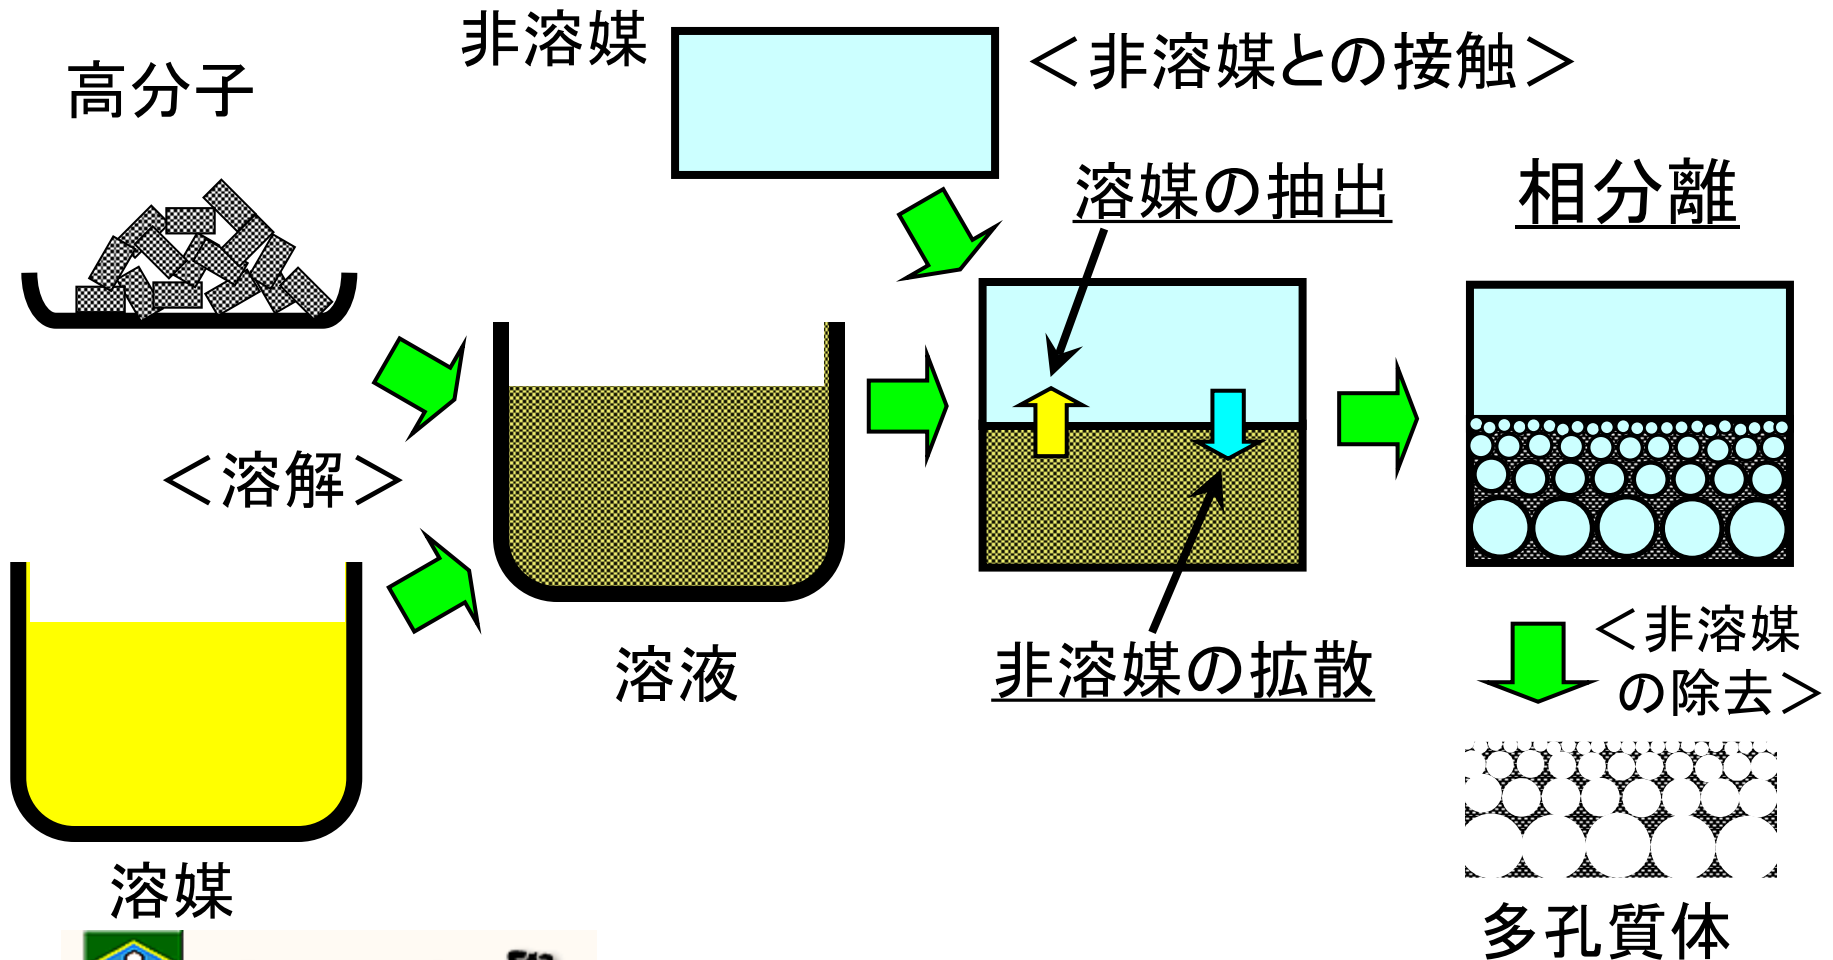 高分子
非溶媒
＜非溶媒との接触＞
溶媒の抽出
相分離
＜溶解＞
溶液
非溶媒の拡散
＜非溶媒
の除去＞
溶媒
多孔質体